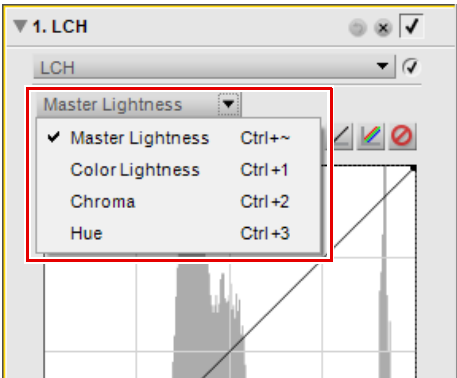 1. LCH
LCH
Master Lightness
Master Lightness Ctrl+~
Color Lightness Ctrl+1
Chroma Ctrl+2
Hue Ctrl+3